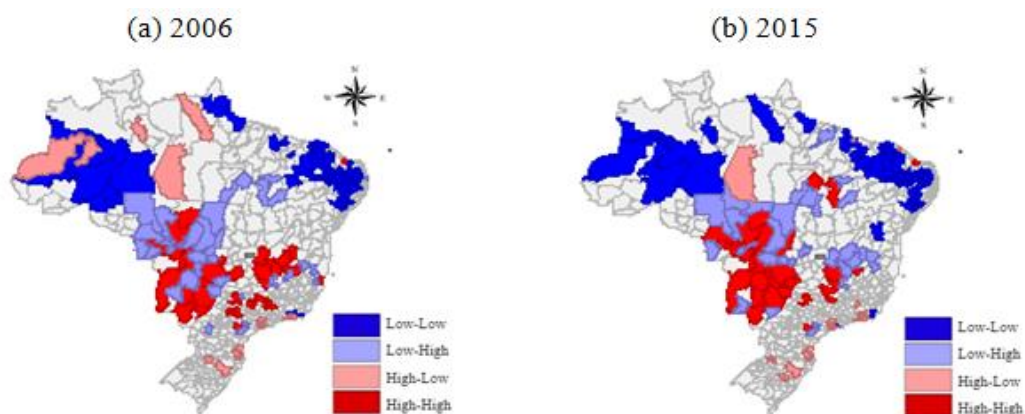 (a) 2006
(b) 2015
N
W E
S
N
W E
S
Low-Low
Low-High
High-Low
High-High
Low-Low
Low-High
High-Low
High-High